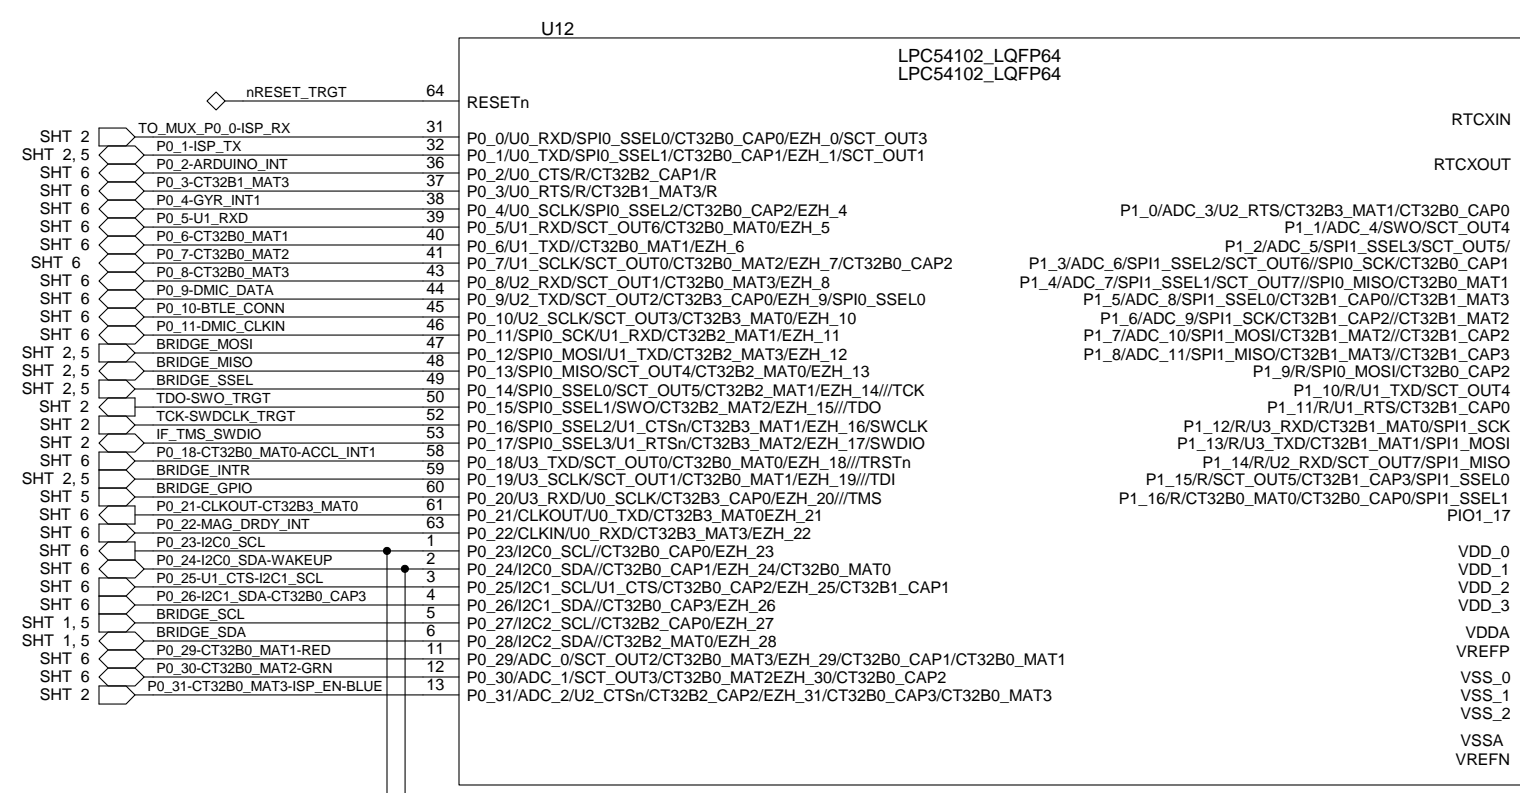 U12
LPC54102_LQFP64
LPC54102_LQFP64
nRESET_TRGT 64 RESETn
SHT 2 TO_MUX_P0_0-ISP_RX 31 P0_0/U0_RXD/SPI0_SSEL0/CT32B0_CAP0/EZH_0/SCT_OUT3
SHT 2, 5 P0_1-ISP_TX 32 P0_1/U0_TXD/SPI0_SSEL1/CT32B0_CAP1/EZH_1/SCT_OUT1
SHT 6 P0_2-ARDUINO_INT 36 P0_2/U0_CTS/R/CT32B2_CAP1/R
SHT 6 P0_3-CT32B1_MAT3 37 P0_3/U0_RTS/R/CT32B1_MAT3/R
SHT 6 P0_4-GYR_INT1 38 P0_4/U0_SCLK/SPI0_SSEL2/CT32B0_CAP2/EZH_4
SHT 6 P0_5-U1_RXD 39 P0_5/U1_RXD/SCT_OUT6/CT32B0_MAT0/EZH_5
SHT 6 P0_6-CT32B0_MAT1 40 P0_6/U1_TXD//CT32B0_MAT1/EZH_6
SHT 6 P0_7-CT32B0_MAT2 41 P0_7/U1_SCLK/SCT_OUT0/CT32B0_MAT2/EZH_7/CT32B0_CAP2
SHT 6 P0_8-CT32B0_MAT3 43 P0_8/U2_RXD/SCT_OUT1/CT32B0_MAT3/EZH_8
SHT 6 P0_9-DMIC_DATA 44 P0_9/U2_TXD/SCT_OUT2/CT32B3_CAP0/EZH_9/SPI0_SSEL0
SHT 6 P0_10-BTLE_CONN 45 P0_10/U2_SCLK/SCT_OUT3/CT32B3_MAT0/EZH_10
SHT 6 P0_11-DMIC_CLKIN 46 P0_11/SPI0_SCK/U1_RXD/CT32B2_MAT1/EZH_11
SHT 2, 5 BRIDGE_MOSI 47 P0_12/SPI0_MOSI/U1_TXD/CT32B2_MAT3/EZH_12
SHT 2, 5 BRIDGE_MISO 48 P0_13/SPI0_MISO/SCT_OUT4/CT32B2_MAT0/EZH_13
SHT 2, 5 BRIDGE_SSEL 49 P0_14/SPI0_SSEL0/SCT_OUT5/CT32B2_MAT1/EZH_14///TCK
SHT 2 TDO-SWO_TRGT 50 P0_15/SPI0_SSEL1/SWO/CT32B2_MAT2/EZH_15///TDO
SHT 2 TCK-SWDCLK_TRGT 52 P0_16/SPI0_SSEL2/U1_CTSn/CT32B3_MAT1/EZH_16/SWCLK
SHT 2 IF_TMS_SWDIO 53 P0_17/SPI0_SSEL3/U1_RTSn/CT32B3_MAT2/EZH_17/SWDIO
SHT 6 P0_18-CT32B0_MAT0-ACCL_INT1 58 P0_18/U3_TXD/SCT_OUT0/CT32B0_MAT0/EZH_18///TRSTn
SHT 2, 5 BRIDGE_INTR 59 P0_19/U3_SCLK/SCT_OUT1/CT32B0_MAT1/EZH_19///TDI
SHT 5 BRIDGE_GPIO 60 P0_20/U3_RXD/U0_SCLK/CT32B3_CAP0/EZH_20///TMS
SHT 6 P0_21-CLKOUT-CT32B3_MAT0 61 P0_21/CLKOUT/U0_TXD/CT32B3_MAT0EZH_21
SHT 6 P0_22-MAG_DRDY_INT 63 P0_22/CLKIN/U0_RXD/CT32B3_MAT3/EZH_22
SHT 6 P0_23-I2C0_SCL 1 P0_23/I2C0_SCL//CT32B0_CAP0/EZH_23
SHT 6 P0_24-I2C0_SDA-WAKEUP 2 P0_24/I2C0_SDA//CT32B0_CAP1/EZH_24/CT32B0_MAT0
SHT 6 P0_25-U1_CTS-I2C1_SCL 3 P0_25/I2C1_SCL/U1_CTS/CT32B0_CAP2/EZH_25/CT32B1_CAP1
SHT 6 P0_26-I2C1_SDA-CT32B0_CAP3 4 P0_26/I2C1_SDA//CT32B0_CAP3/EZH_26
SHT 1, 5 BRIDGE_SCL 5 P0_27/I2C2_SCL//CT32B2_CAP0/EZH_27
SHT 1, 5 BRIDGE_SDA 6 P0_28/I2C2_SDA//CT32B2_MAT0/EZH_28
SHT 6 P0_29-CT32B0_MAT1-RED 11 P0_29/ADC_0/SCT_OUT2/CT32B0_MAT3/EZH_29/CT32B0_CAP1/CT32B0_MAT1
SHT 6 P0_30-CT32B0_MAT2-GRN 12 P0_30/ADC_1/SCT_OUT3/CT32B0_MAT2EZH_30/CT32B0_CAP2
SHT 2 P0_31-CT32B0_MAT3-ISP_EN-BLUE 13 P0_31/ADC_2/U2_CTSn/CT32B2_CAP2/EZH_31/CT32B0_CAP3/CT32B0_MAT3
RTCXIN
RTCXOUT
P1_0/ADC_3/U2_RTS/CT32B3_MAT1/CT32B0_CAP0
P1_1/ADC_4/SWO/SCT_OUT4
P1_2/ADC_5/SPI1_SSEL3/SCT_OUT5/
P1_3/ADC_6/SPI1_SSEL2/SCT_OUT6//SPI0_SCK/CT32B0_CAP1
P1_4/ADC_7/SPI1_SSEL1/SCT_OUT7//SPI0_MISO/CT32B0_MAT1
P1_5/ADC_8/SPI1_SSEL0/CT32B1_CAP0//CT32B1_MAT3
P1_6/ADC_9/SPI1_SCK/CT32B1_CAP2//CT32B1_MAT2
P1_7/ADC_10/SPI1_MOSI/CT32B1_MAT2//CT32B1_CAP2
P1_8/ADC_11/SPI1_MISO/CT32B1_MAT3//CT32B1_CAP3
P1_9/R/SPI0_MOSI/CT32B0_CAP2
P1_10/R/U1_TXD/SCT_OUT4
P1_11/R/U1_RTS/CT32B1_CAP0
P1_12/R/U3_RXD/CT32B1_MAT0/SPI1_SCK
P1_13/R/U3_TXD/CT32B1_MAT1/SPI1_MOSI
P1_14/R/U2_RXD/SCT_OUT7/SPI1_MISO
P1_15/R/SCT_OUT5/CT32B1_CAP3/SPI1_SSEL0
P1_16/R/CT32B0_MAT0/CT32B0_CAP0/SPI1_SSEL1
PIO1_17
VDD_0
VDD_1
VDD_2
VDD_3
VDDA
VREFP
VSS_0
VSS_1
VSS_2
VSSA
VREFN